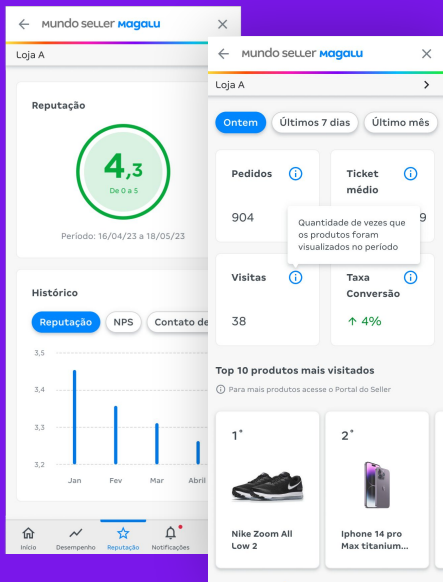 Mundo seller Magalu
Loja A
Reputação
4,3
De 0 a 5
Período: 16/04/23 a 18/05/23
Histórico
Reputação
NPS
Contato de
3,5
3,4
3,3
3,2
Jan
Fev
Mar
Abril
Início
Desempenho
Reputação
Notificações
Mundo seller Magalu
Loja A
Ontem
Últimos 7 dias
Último mês
Pedidos
904
Ticket
médio
9
Quantidade de vezes que
os produtos foram
visualizados no período
Visitas
38
Taxa
Conversão
↑ 4%
Top 10 produtos mais visitados
Para mais produtos acesse o Portal do Seller
1°
Nike Zoom All
Low 2
2°
Iphone 14 pro
Max titanium...